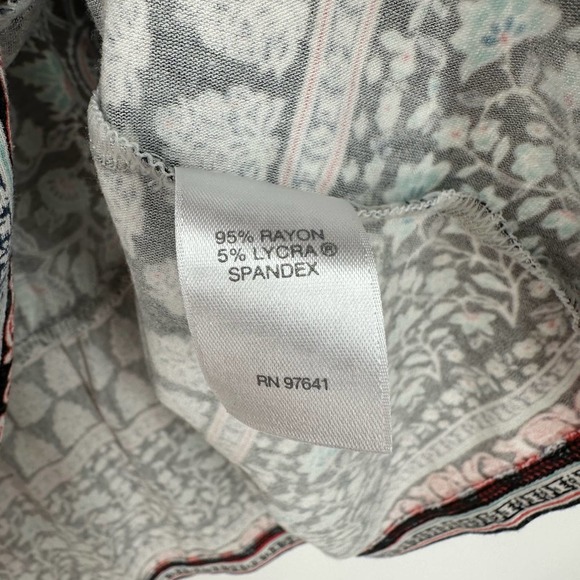 95% RAYON
5% LYCRA®
SPANDEX
RN 97641